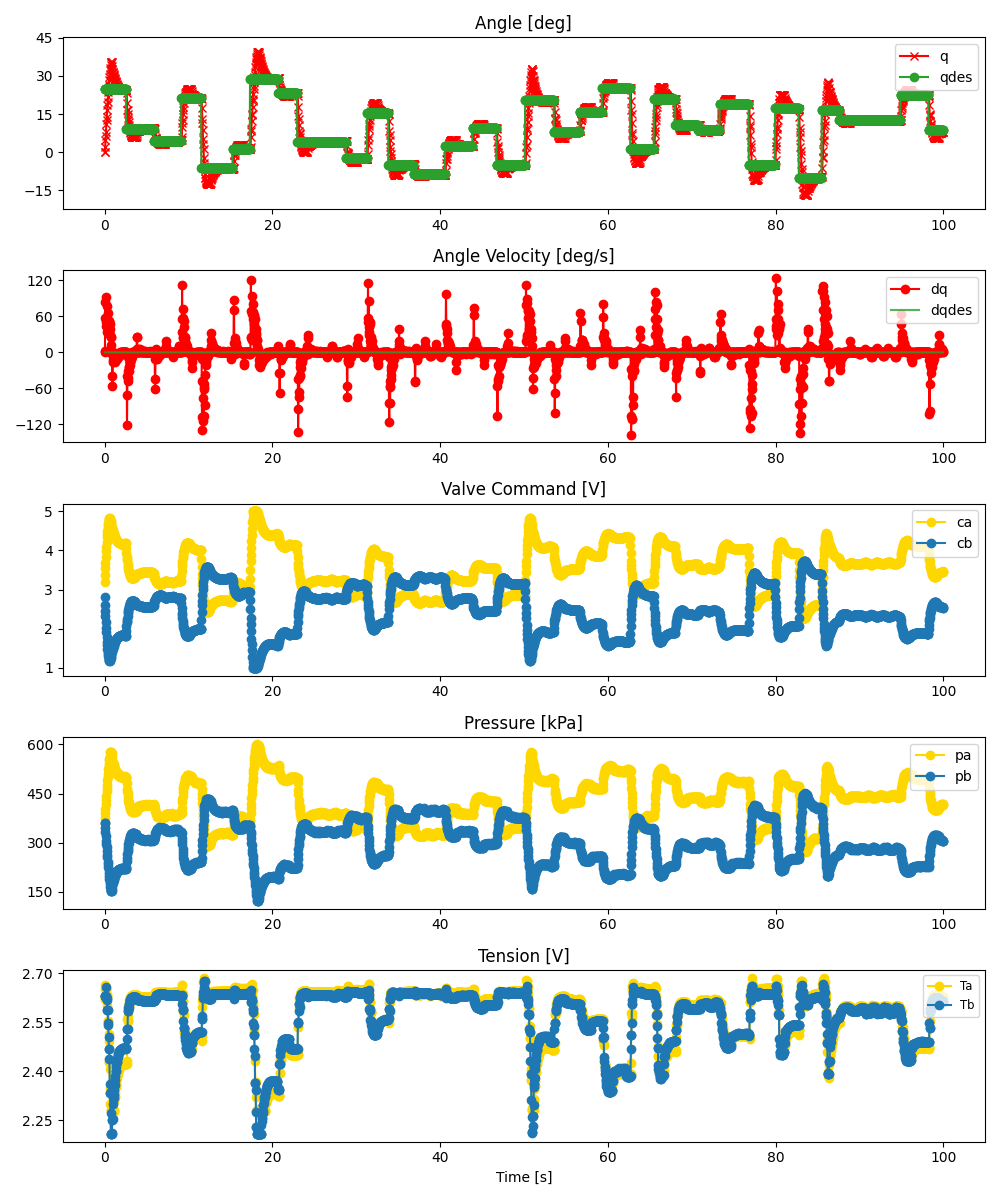 Angle [deg]
45
30
15
0
−15
q
qdes
0 20 40 60 80 100
Angle Velocity [deg/s]
120
60
0
−60
−120
dq
dqdes
0 20 40 60 80 100
Valve Command [V]
5
4
3
2
1
ca
cb
0 20 40 60 80 100
Pressure [kPa]
600
450
300
150
pa
pb
0 20 40 60 80 100
Tension [V]
2.70
2.55
2.40
2.25
Ta
Tb
0 20 40 60 80 100
Time [s]